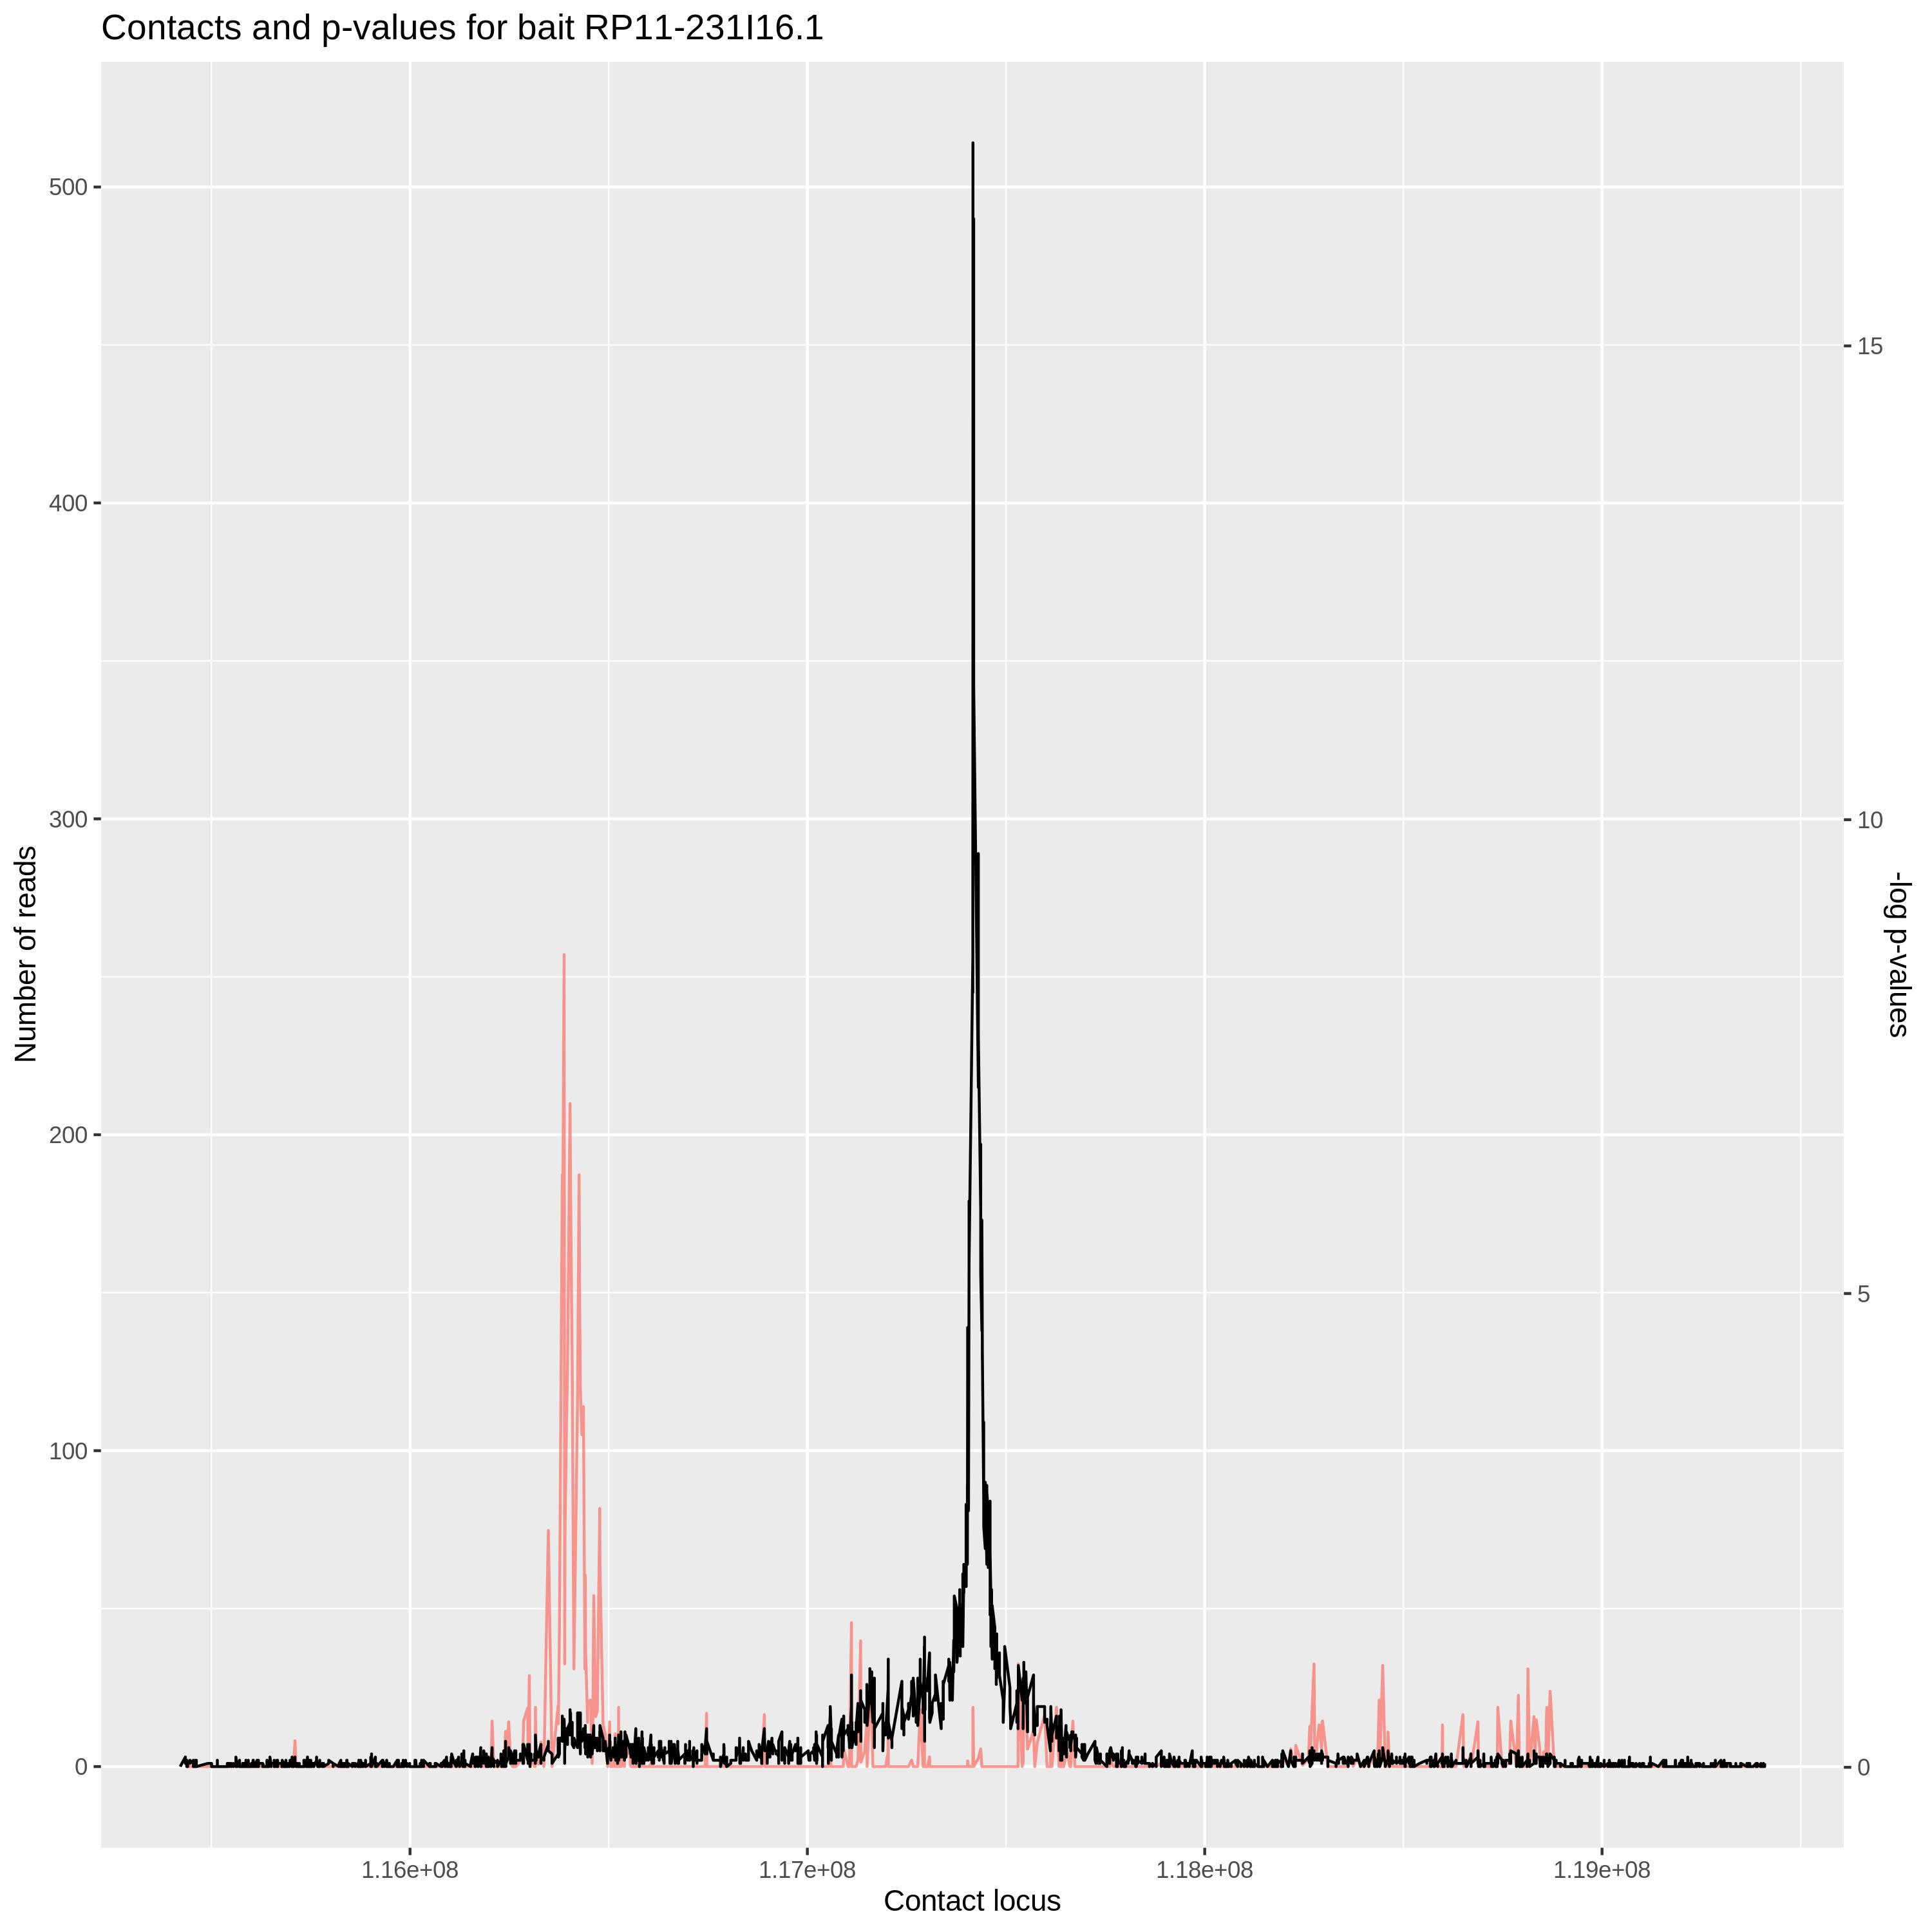 Contacts and p-values for bait RP11-231I16.1
500
400
300
200
100
0
Number of reads
15
10
5
0
-log p-values
1.16e+08
1.17e+08
1.18e+08
1.19e+08
Contact locus